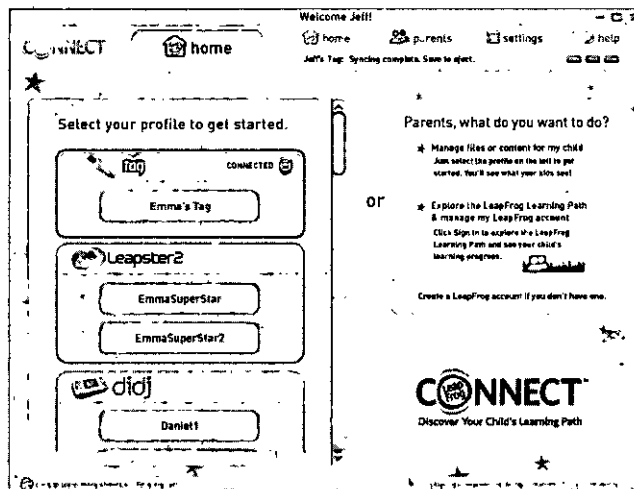 Welcome Jeff!
CONNECT
home
home
parents
settings
help
Jeff's Tag: Syncing complete. Save to eject.
Select your profile to get started.
Tag
CONNECTED
Emma's Tag
Leapster2
EmmaSuperStar
EmmaSuperStar2
didj
Daniel1
or
Parents, what do you want to do?
Manage files or content for my child
Just select the profile on the left to get
started. You'll see what your kids see!
Explore the LeapFrog Learning Path
& manage my LeapFrog account
Click Sign In to explore the LeapFrog
Learning Path and see your child's
learning progress.
Create a LeapFrog account if you don't have one.
Leap
Frog
CONNECT
Discover Your Child's Learning Path